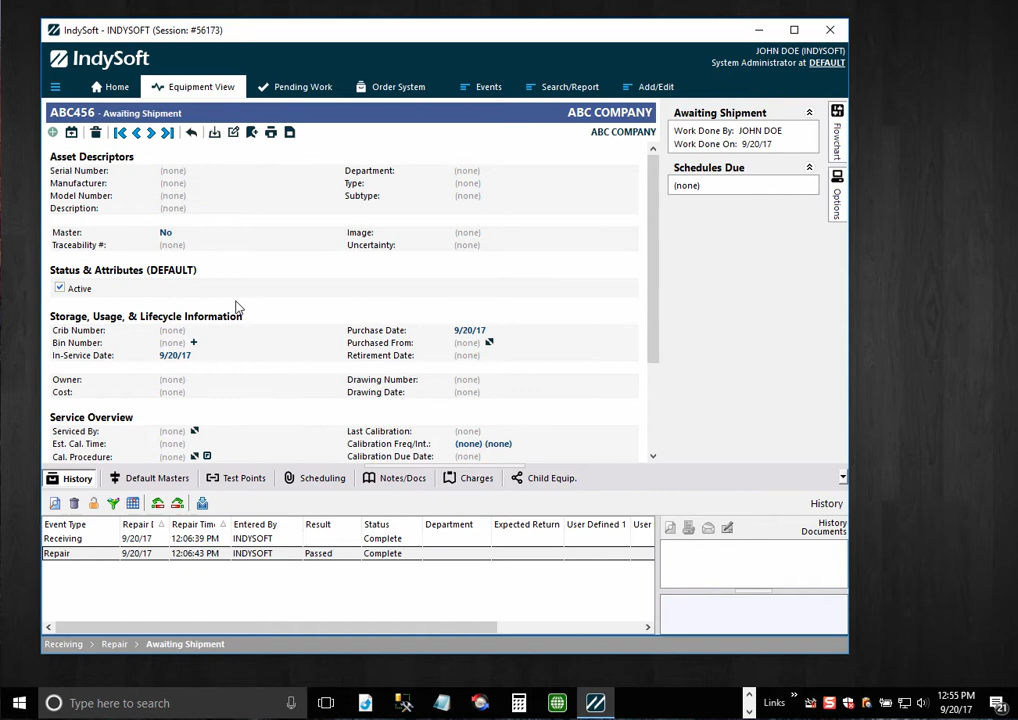 IndySoft - INDYSOFT (Session: #56173)
IndySoft
JOHN DOE (INDYSOFT)
System Administrator at DEFAULT
Home Equipment View Pending Work Order System Events Search/Report Add/Edit
ABC456 - Awaiting Shipment ABC COMPANY
ABC COMPANY
Asset Descriptors
Serial Number: (none) Department: (none)
Manufacturer: (none) Type: (none)
Model Number: (none) Subtype: (none)
Description: (none)
Master: No Image: (none)
Traceability #: (none) Uncertainty: (none)
Status & Attributes (DEFAULT)
Active
Storage, Usage, & Lifecycle Information
Crib Number: (none) Purchase Date: 9/20/17
Bin Number: (none) Purchased From: (none)
In-Service Date: 9/20/17 Retirement Date: (none)
Owner: (none) Drawing Number: (none)
Cost: (none) Drawing Date: (none)
Service Overview
Serviced By: (none) Last Calibration: (none)
Est. Cal. Time: (none) Calibration Freq/Int.: (none) (none)
Cal. Procedure: (none) Calibration Due Date: (none)
Awaiting Shipment
Work Done By: JOHN DOE
Work Done On: 9/20/17
Schedules Due
(none)
Flowchart
Options
History Default Masters Test Points Scheduling Notes/Docs Charges Child Equip.
History
Event Type Repair D Repair Time Entered By Result Status Department Expected Return User Defined 1 User
Receiving 9/20/17 12:06:39 PM INDYSOFT Complete
Repair 9/20/17 12:06:43 PM INDYSOFT Passed Complete
History
Documents
Receiving > Repair > Awaiting Shipment
Type here to search
Links
12:55 PM
9/20/17
21